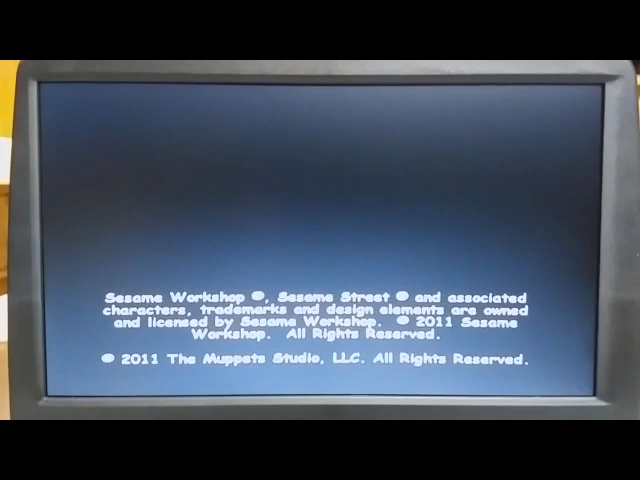 Sesame Workshop ®, Sesame Street ® and associated
characters, trademarks and design elements are owned
and licensed by Sesame Workshop.  © 2011 Sesame
Workshop.  All Rights Reserved.
© 2011 The Muppets Studio, LLC. All Rights Reserved.